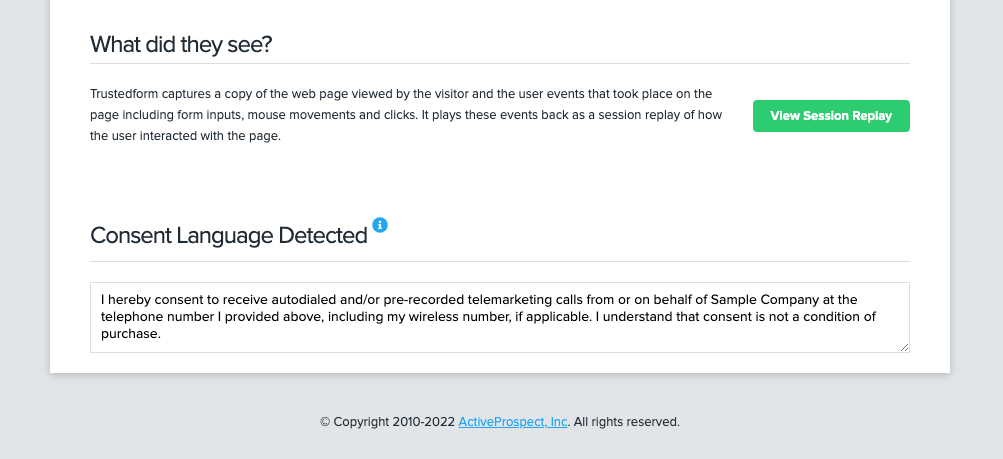 What did they see?
Trustedform captures a copy of the web page viewed by the visitor and the user events that took place on the
page including form inputs, mouse movements and clicks. It plays these events back as a session replay of how
the user interacted with the page.
View Session Replay
Consent Language Detected
I hereby consent to receive autodialed and/or pre-recorded telemarketing calls from or on behalf of Sample Company at the
telephone number I provided above, including my wireless number, if applicable. I understand that consent is not a condition of
purchase.
© Copyright 2010-2022 ActiveProspect, Inc. All rights reserved.